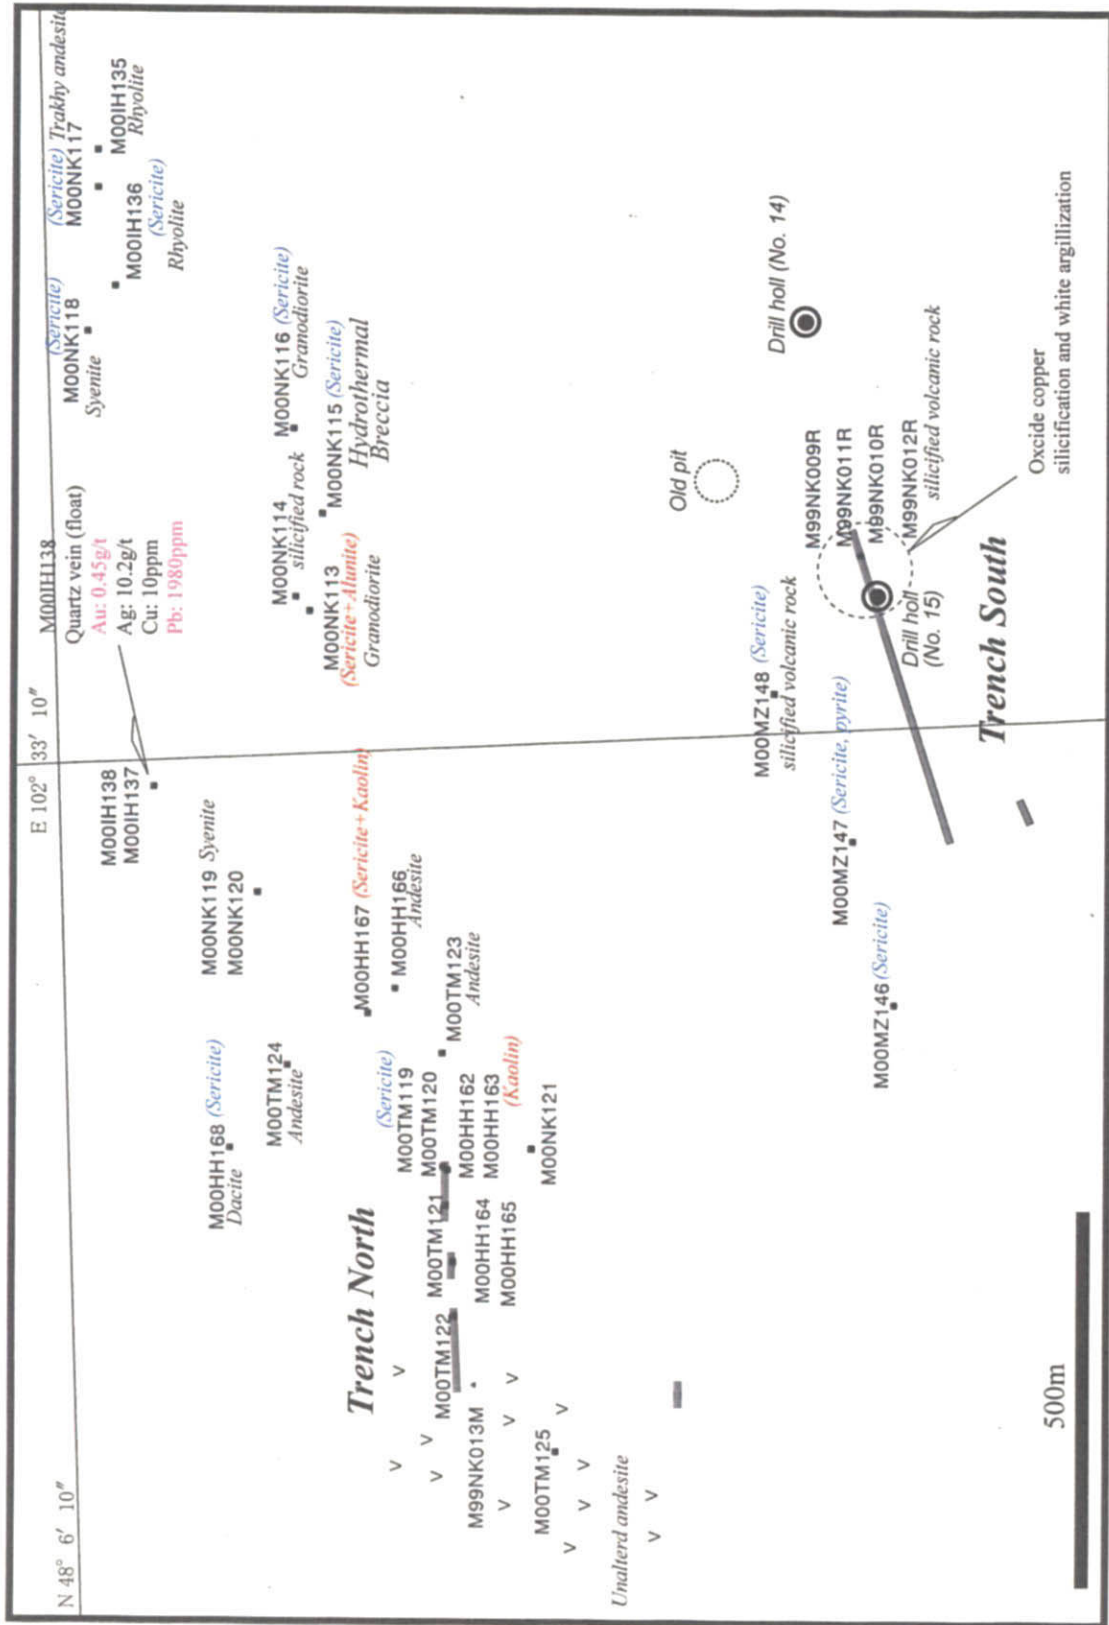 N 48° 6′ 10″
E 102° 33′ 10″
M00IH138
Quartz vein (float)
Au: 0.45g/t
Ag: 10.2g/t
Cu: 10ppm
Pb: 1980ppm
M00IH138
M00IH137
(Sericite)
M00NK118
Syenite
(Sericite) Trakhy andesite
M00NK117
M00IH135
Rhyolite
M00IH136
(Sericite)
Rhyolite
M00NK119 Syenite
M00NK120
M00HH168 (Sericite)
Dacite
M00TM124
Andesite
M00NK114
silicified rock
M00NK116 (Sericite)
Granodiorite
M00NK113
(Sericite+Alunite)
Granodiorite
M00NK115 (Sericite)
Hydrothermal
Breccia
M00HH167 (Sericite+Kaolin)
M00HH166
Andesite
M00TM123
Andesite
Trench North
(Sericite)
M00TM119
M00TM120
M00HH162
M00HH163
(Kaolin)
M00TM121
M00HH164
M00HH165
M00TM122
M99NK013M
M00NK121
M00TM125
V V V V V V V V V V V V V V
Unalterd andesite
Old pit
Drill holl (No. 14)
M00MZ148 (Sericite)
silicified volcanic rock
M99NK009R
M99NK011R
M99NK010R
M99NK012R
silicified volcanic rock
M00MZ147 (Sericite, pyrite)
M00MZ146 (Sericite)
Drill holl
(No. 15)
Trench South
Oxcide copper
silicification and white argillization
500m